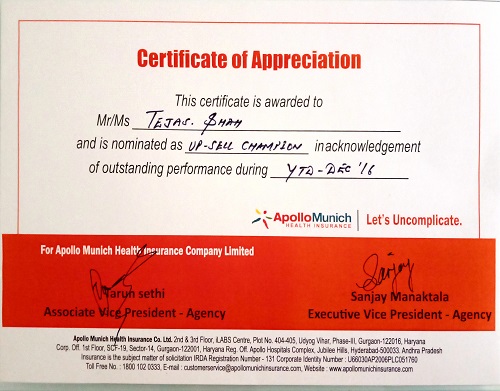 Certificate of Appreciation
This certificate is awarded to
Mr/Ms TEJAS. SHAH
and is nominated as UP-SELL CHAMPION in acknowledgement
of outstanding performance during YTD-DEC '16
ApolloMunich
HEALTH INSURANCE
Let's Uncomplicate.
For Apollo Munich Health Insurance Company Limited
Sanjay
Tarun sethi
Associate Vice President - Agency
Sanjay Manaktala
Executive Vice President - Agency
Apollo Munich Health Insurance Co. Ltd. 2nd & 3rd Floor, iLABS Centre, Plot No. 404-405, Udyog Vihar, Phase-III, Gurgaon-122016, Haryana
Corp. Off. 1st Floor, SCF-19, Sector-14, Gurgaon-122001, Haryana Reg. Off. Apollo Hospitals Complex, Jubilee Hills, Hyderabad-500033. Andhra Pradesh
Insurance is the subject matter of solicitation IRDA Registration Number - 131 Corporate Identity Number : U66030AP2006PLC051760
Toll Free No. : 1800 102 0333, E-mail : customerservice@apollomunichinsurance.com, Website : www.apollomunichinsurance.com